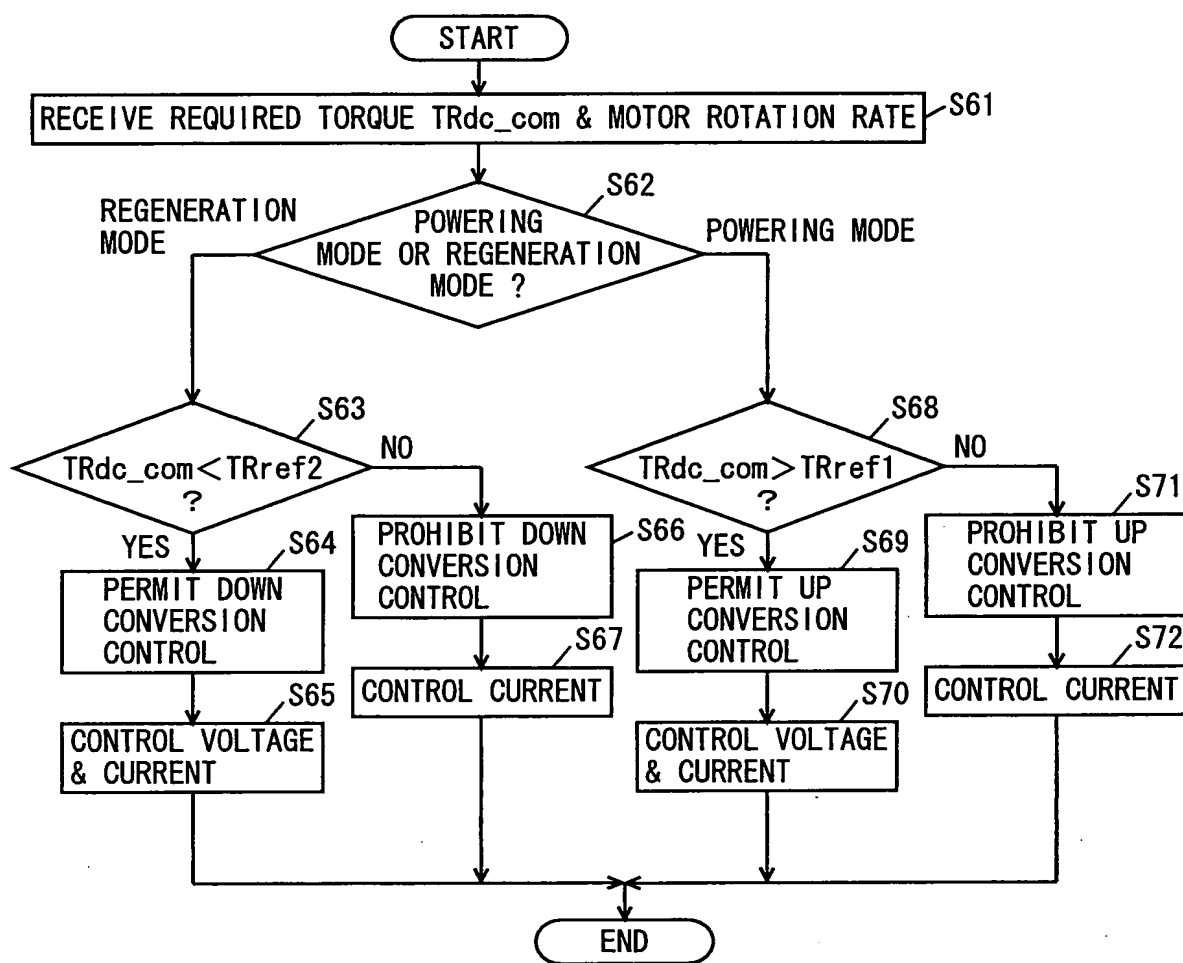 START
RECEIVE REQUIRED TORQUE TRdc_com & MOTOR ROTATION RATE
S61
S62
REGENERATION
MODE
POWERING
MODE OR REGENERATION
MODE ?
POWERING MODE
S63
TRdc_com<TRref2
?
NO
YES
S64
PERMIT DOWN
CONVERSION
CONTROL
S65
CONTROL VOLTAGE
& CURRENT
S66
PROHIBIT DOWN
CONVERSION
CONTROL
S67
CONTROL CURRENT
S68
TRdc_com>TRref1
?
NO
YES
S69
PERMIT UP
CONVERSION
CONTROL
S70
CONTROL VOLTAGE
& CURRENT
S71
PROHIBIT UP
CONVERSION
CONTROL
S72
CONTROL CURRENT
END